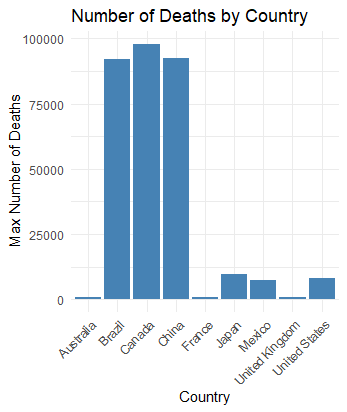 Number of Deaths by Country
Max Number of Deaths
100000
75000
50000
25000
0
Australia
Brazil
Canada
China
France
Japan
Mexico
United Kingdom
United States
Country